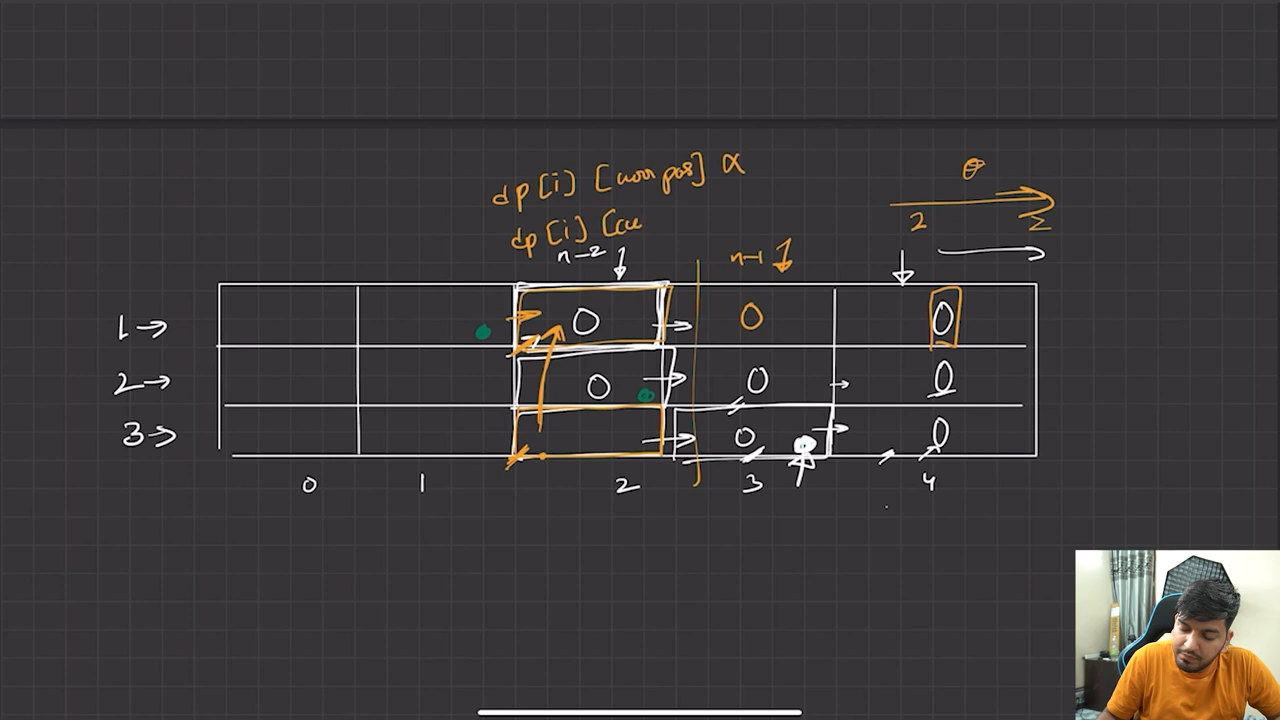 dp[i] [curr pos] α
dp[i] [cu
n-2
n-1
2
1 → 0 0 0
2 → 0 0 0
3 → 0 0
0 1 2 3 4